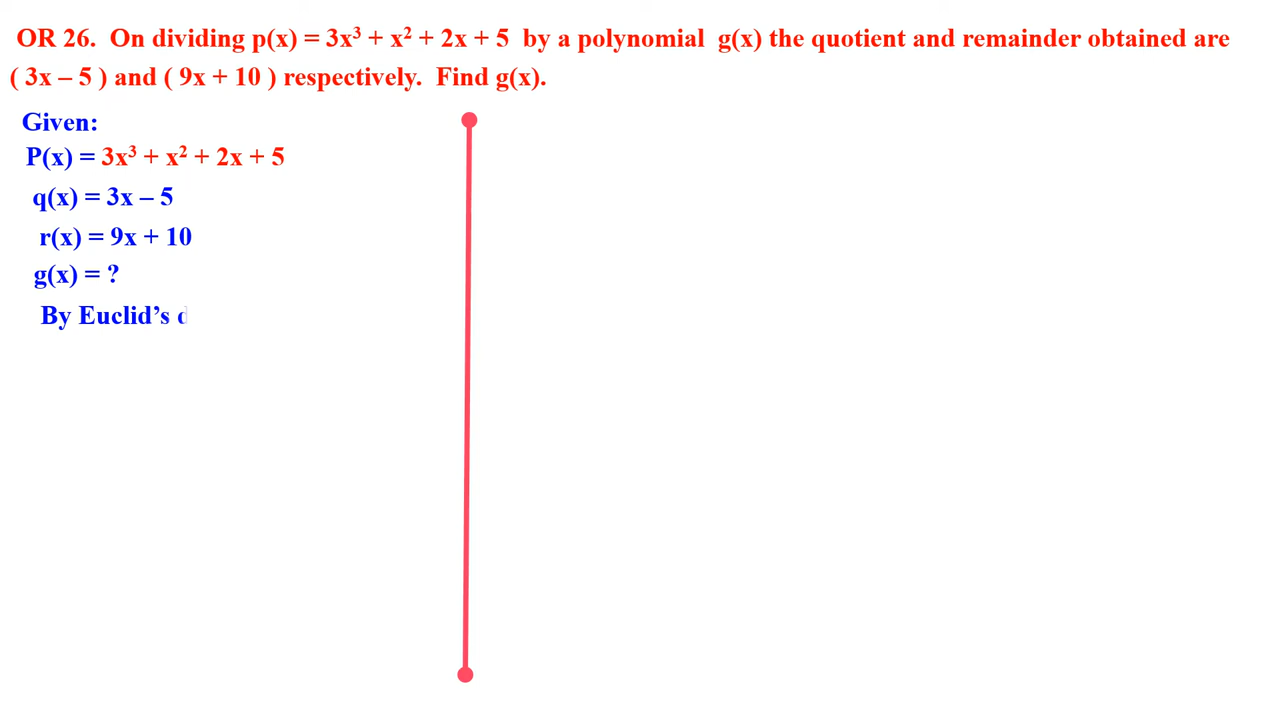 OR 26. On dividing p(x) = 3x³ + x² + 2x + 5 by a polynomial g(x) the quotient and remainder obtained are
( 3x – 5 ) and ( 9x + 10 ) respectively. Find g(x).
Given:
P(x) = 3x³ + x² + 2x + 5
q(x) = 3x – 5
r(x) = 9x + 10
g(x) = ?
By Euclid’s